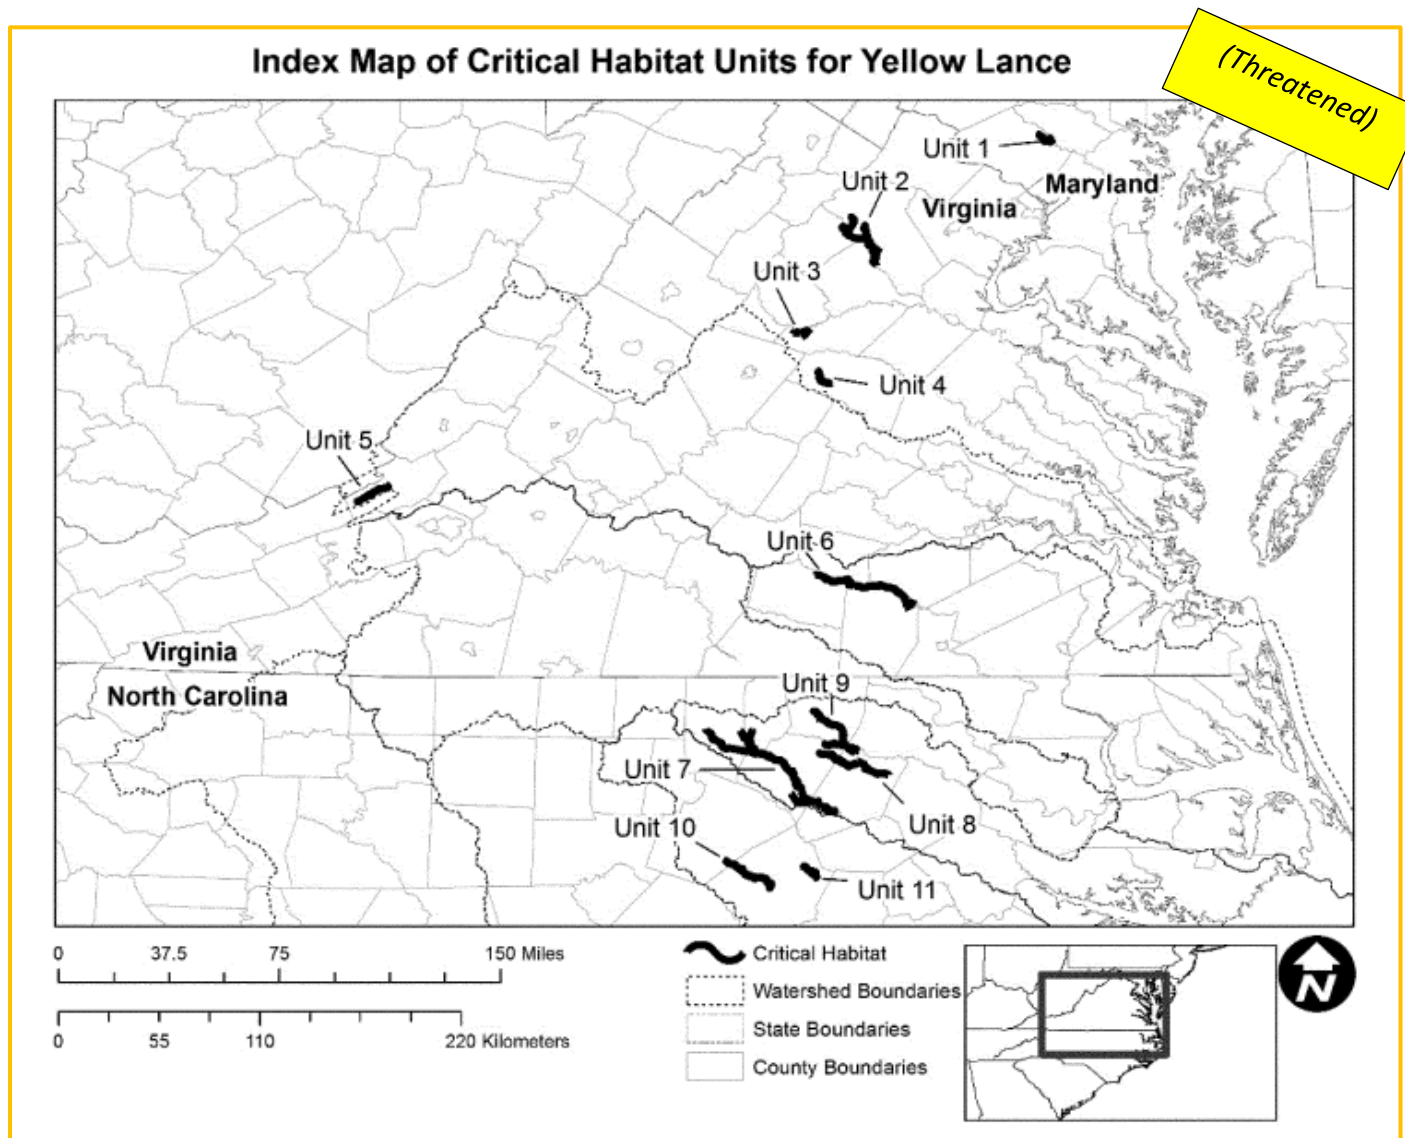 Index Map of Critical Habitat Units for Yellow Lance
(Threatened)
Unit 1
Maryland
Unit 2
Virginia
Unit 3
Unit 4
Unit 5
Unit 6
Virginia
North Carolina
Unit 9
Unit 7
Unit 8
Unit 10
Unit 11
0 37.5 75 150 Miles
0 55 110 220 Kilometers
Critical Habitat
Watershed Boundaries
State Boundaries
County Boundaries
N